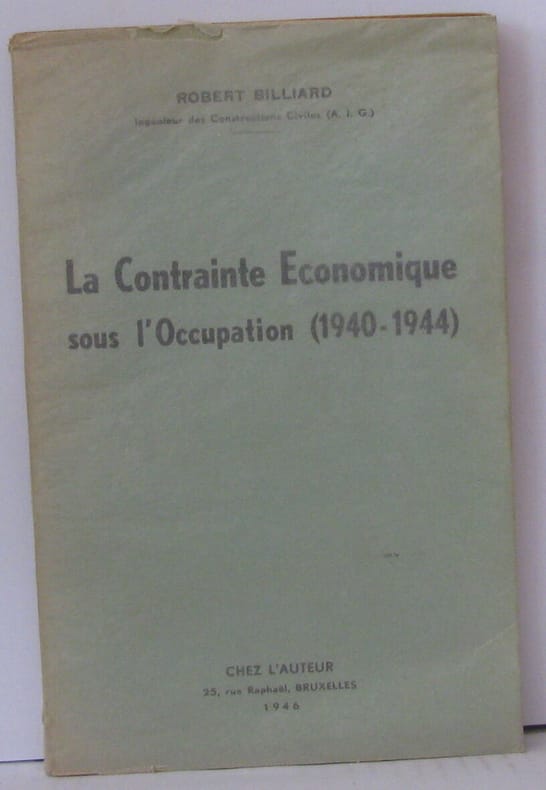 ROBERT BILLIARD
Ingénieur des Constructions Civiles (A. I. G.)
La Contrainte Economique
sous l'Occupation (1940-1944)
CHEZ L'AUTEUR
25, rue Raphaël, BRUXELLES
1946